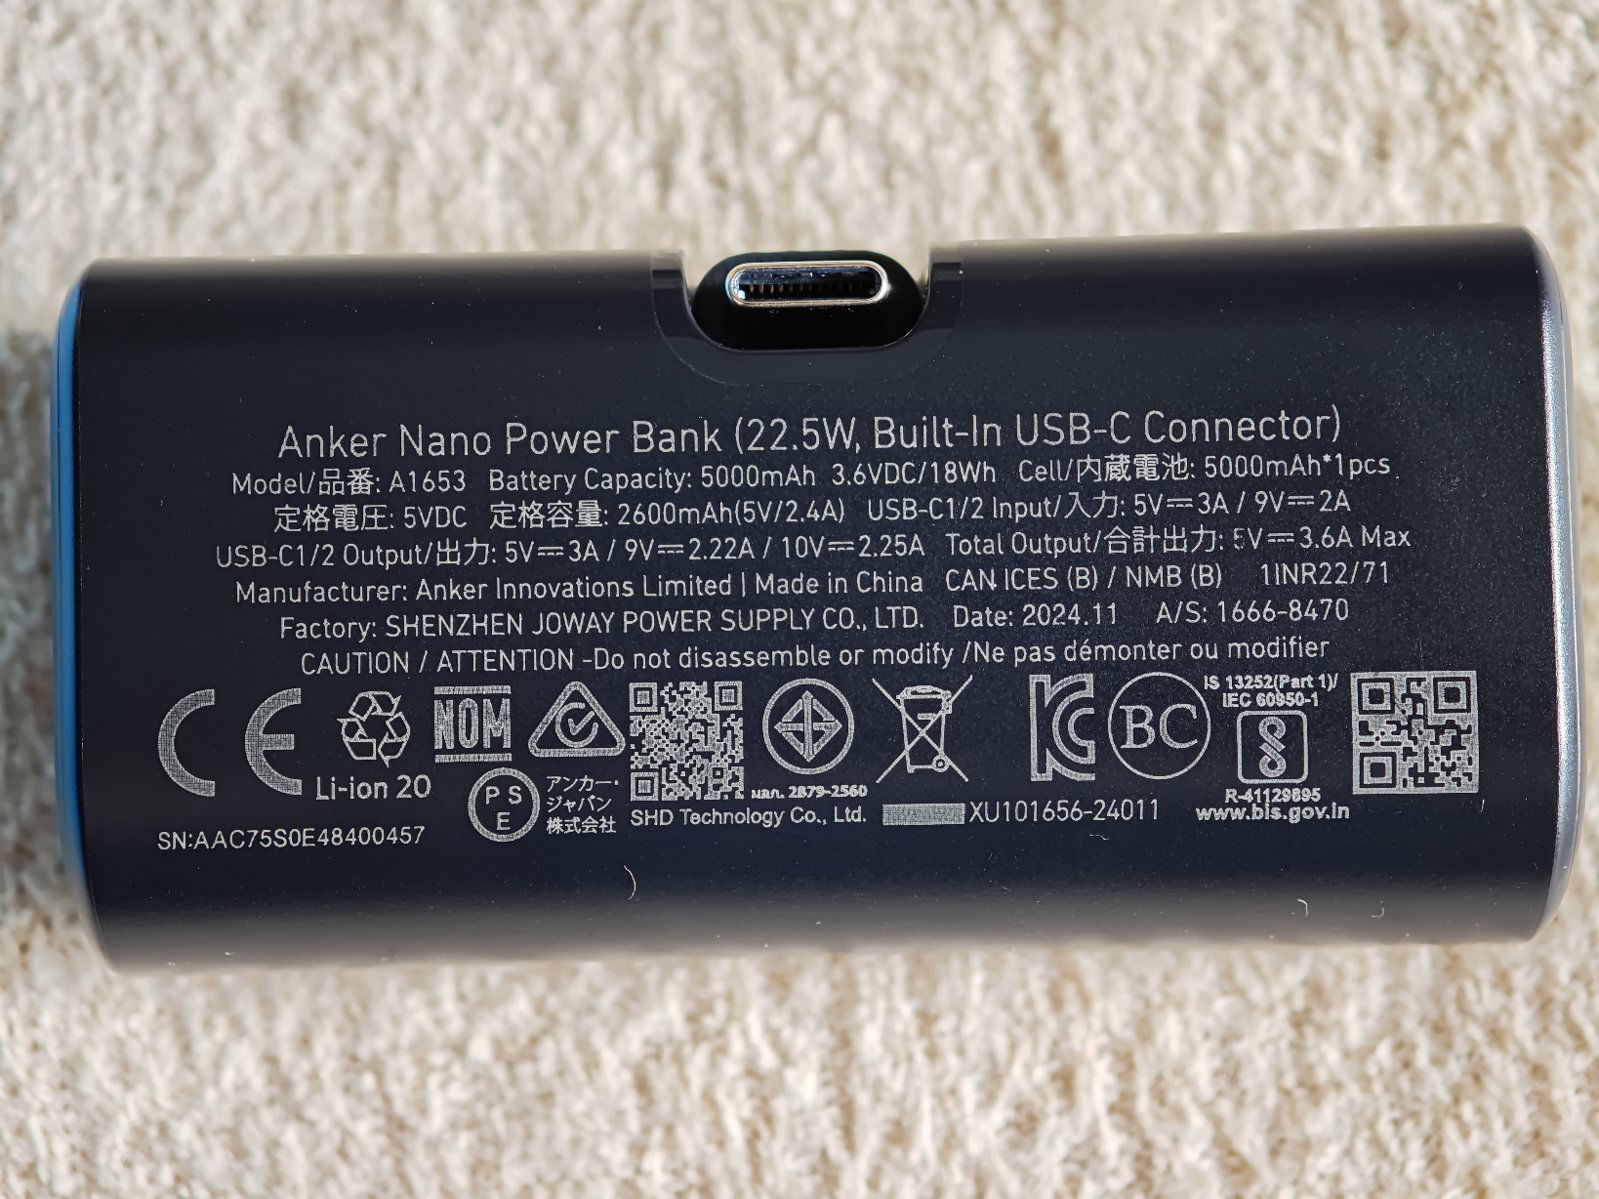 Anker Nano Power Bank (22.5W, Built-In USB-C Connector)
Model/品番: A1653 Battery Capacity: 5000mAh 3.6VDC/18Wh Cell/内蔵電池: 5000mAh*1pcs
定格電圧: 5VDC 定格容量: 2600mAh(5V/2.4A) USB-C1/2 Input/入力: 5V⎓3A / 9V⎓2A
USB-C1/2 Output/出力: 5V⎓3A / 9V⎓2.22A / 10V⎓2.25A Total Output/合計出力: 5V⎓3.6A Max
Manufacturer: Anker Innovations Limited | Made in China CAN ICES (B) / NMB (B) 1INR22/71
Factory: SHENZHEN JOWAY POWER SUPPLY CO., LTD. Date: 2024.11 A/S: 1666-8470
CAUTION / ATTENTION -Do not disassemble or modify /Ne pas démonter ou modifier
CE
Li-ion 20
NOM
PSE
アンカー・
ジャパン
株式会社
มอก. 2879-2560
SHD Technology Co., Ltd.
KC
BC
XU101656-24011
IS 13252(Part 1)/
IEC 60950-1
R-41129895
www.bis.gov.in
SN:AAC75S0E48400457